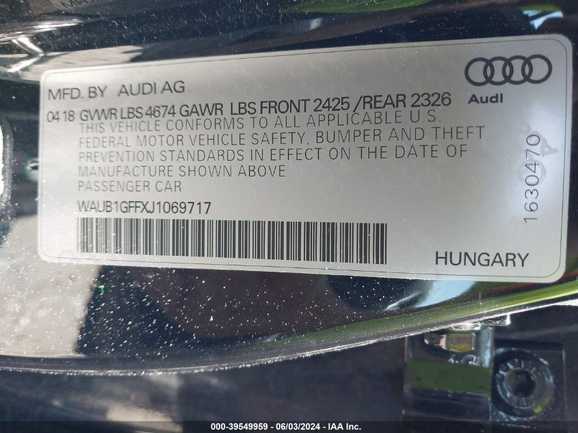 MFD. BY AUDI AG
04 18 GVWR LBS 4674 GAWR LBS FRONT 2425 /REAR 2326
THIS VEHICLE CONFORMS TO ALL APPLICABLE U.S.
FEDERAL MOTOR VEHICLE SAFETY, BUMPER AND THEFT
PREVENTION STANDARDS IN EFFECT ON THE DATE OF
MANUFACTURE SHOWN ABOVE
PASSENGER CAR
WAUB1GFFXJ1069717
Audi
1630470
HUNGARY
000-39549959 | 06/03/2024 | IAA Inc.